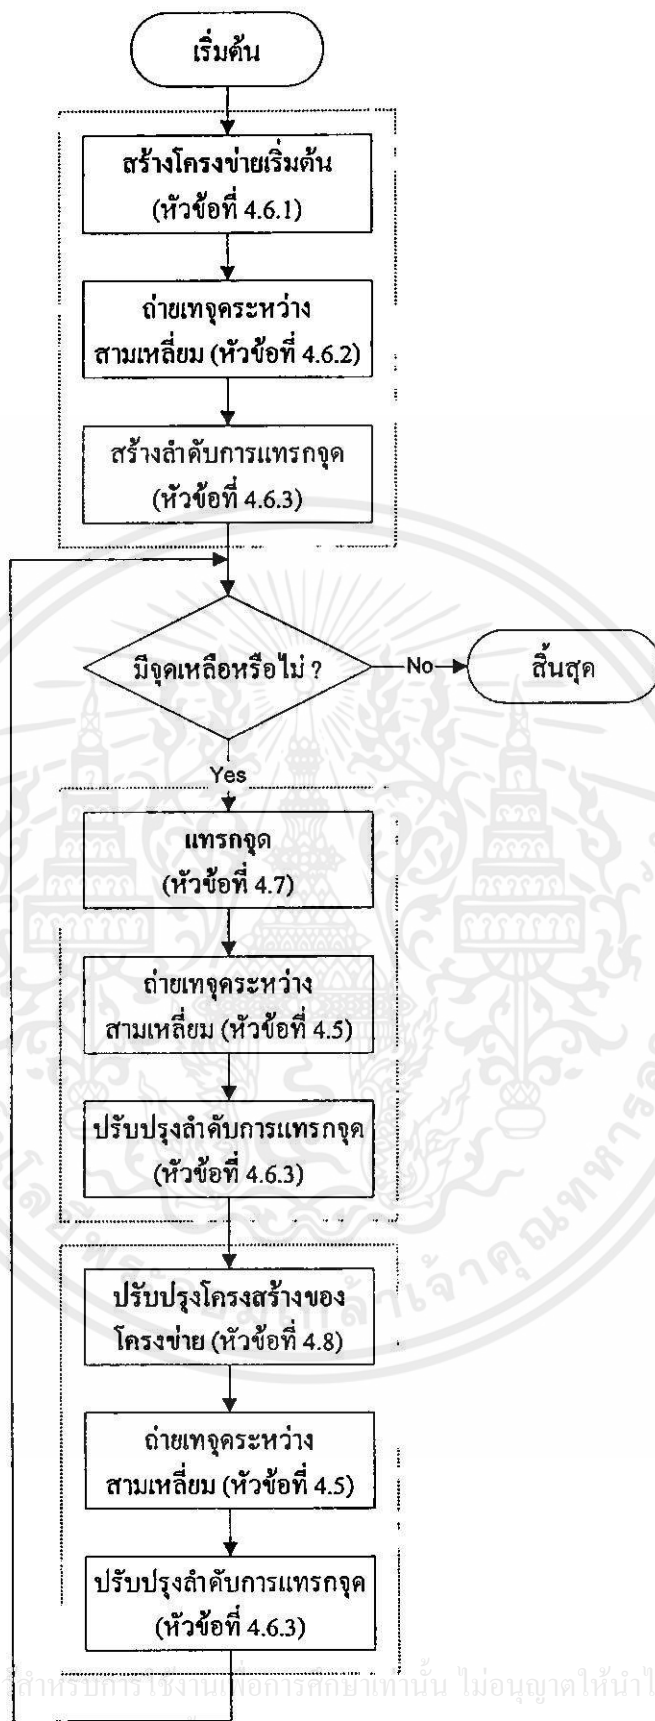 เริ่มต้น
สร้างโครงข่ายเริ่มต้น
(หัวข้อที่ 4.6.1)
ถ่ายเทจุดระหว่าง
สามเหลี่ยม (หัวข้อที่ 4.6.2)
สร้างลำดับการแทรกจุด
(หัวข้อที่ 4.6.3)
มีจุดเหลือหรือไม่ ?
No
สิ้นสุด
Yes
แทรกจุด
(หัวข้อที่ 4.7)
ถ่ายเทจุดระหว่าง
สามเหลี่ยม (หัวข้อที่ 4.5)
ปรับปรุงลำดับการแทรกจุด
(หัวข้อที่ 4.6.3)
ปรับปรุงโครงสร้างของ
โครงข่าย (หัวข้อที่ 4.8)
ถ่ายเทจุดระหว่าง
สามเหลี่ยม (หัวข้อที่ 4.5)
ปรับปรุงลำดับการแทรกจุด
(หัวข้อที่ 4.6.3)
สำหรับการใช้งานเพื่อการศึกษาเท่านั้น ไม่อนุญาตให้นำไ